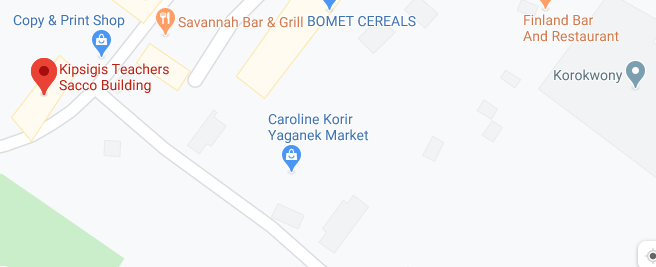 Copy & Print Shop
Savannah Bar & Grill
BOMET CEREALS
Finland Bar
And Restaurant
Kipsigis Teachers
Sacco Building
Korokwony
Caroline Korir
Yaganek Market